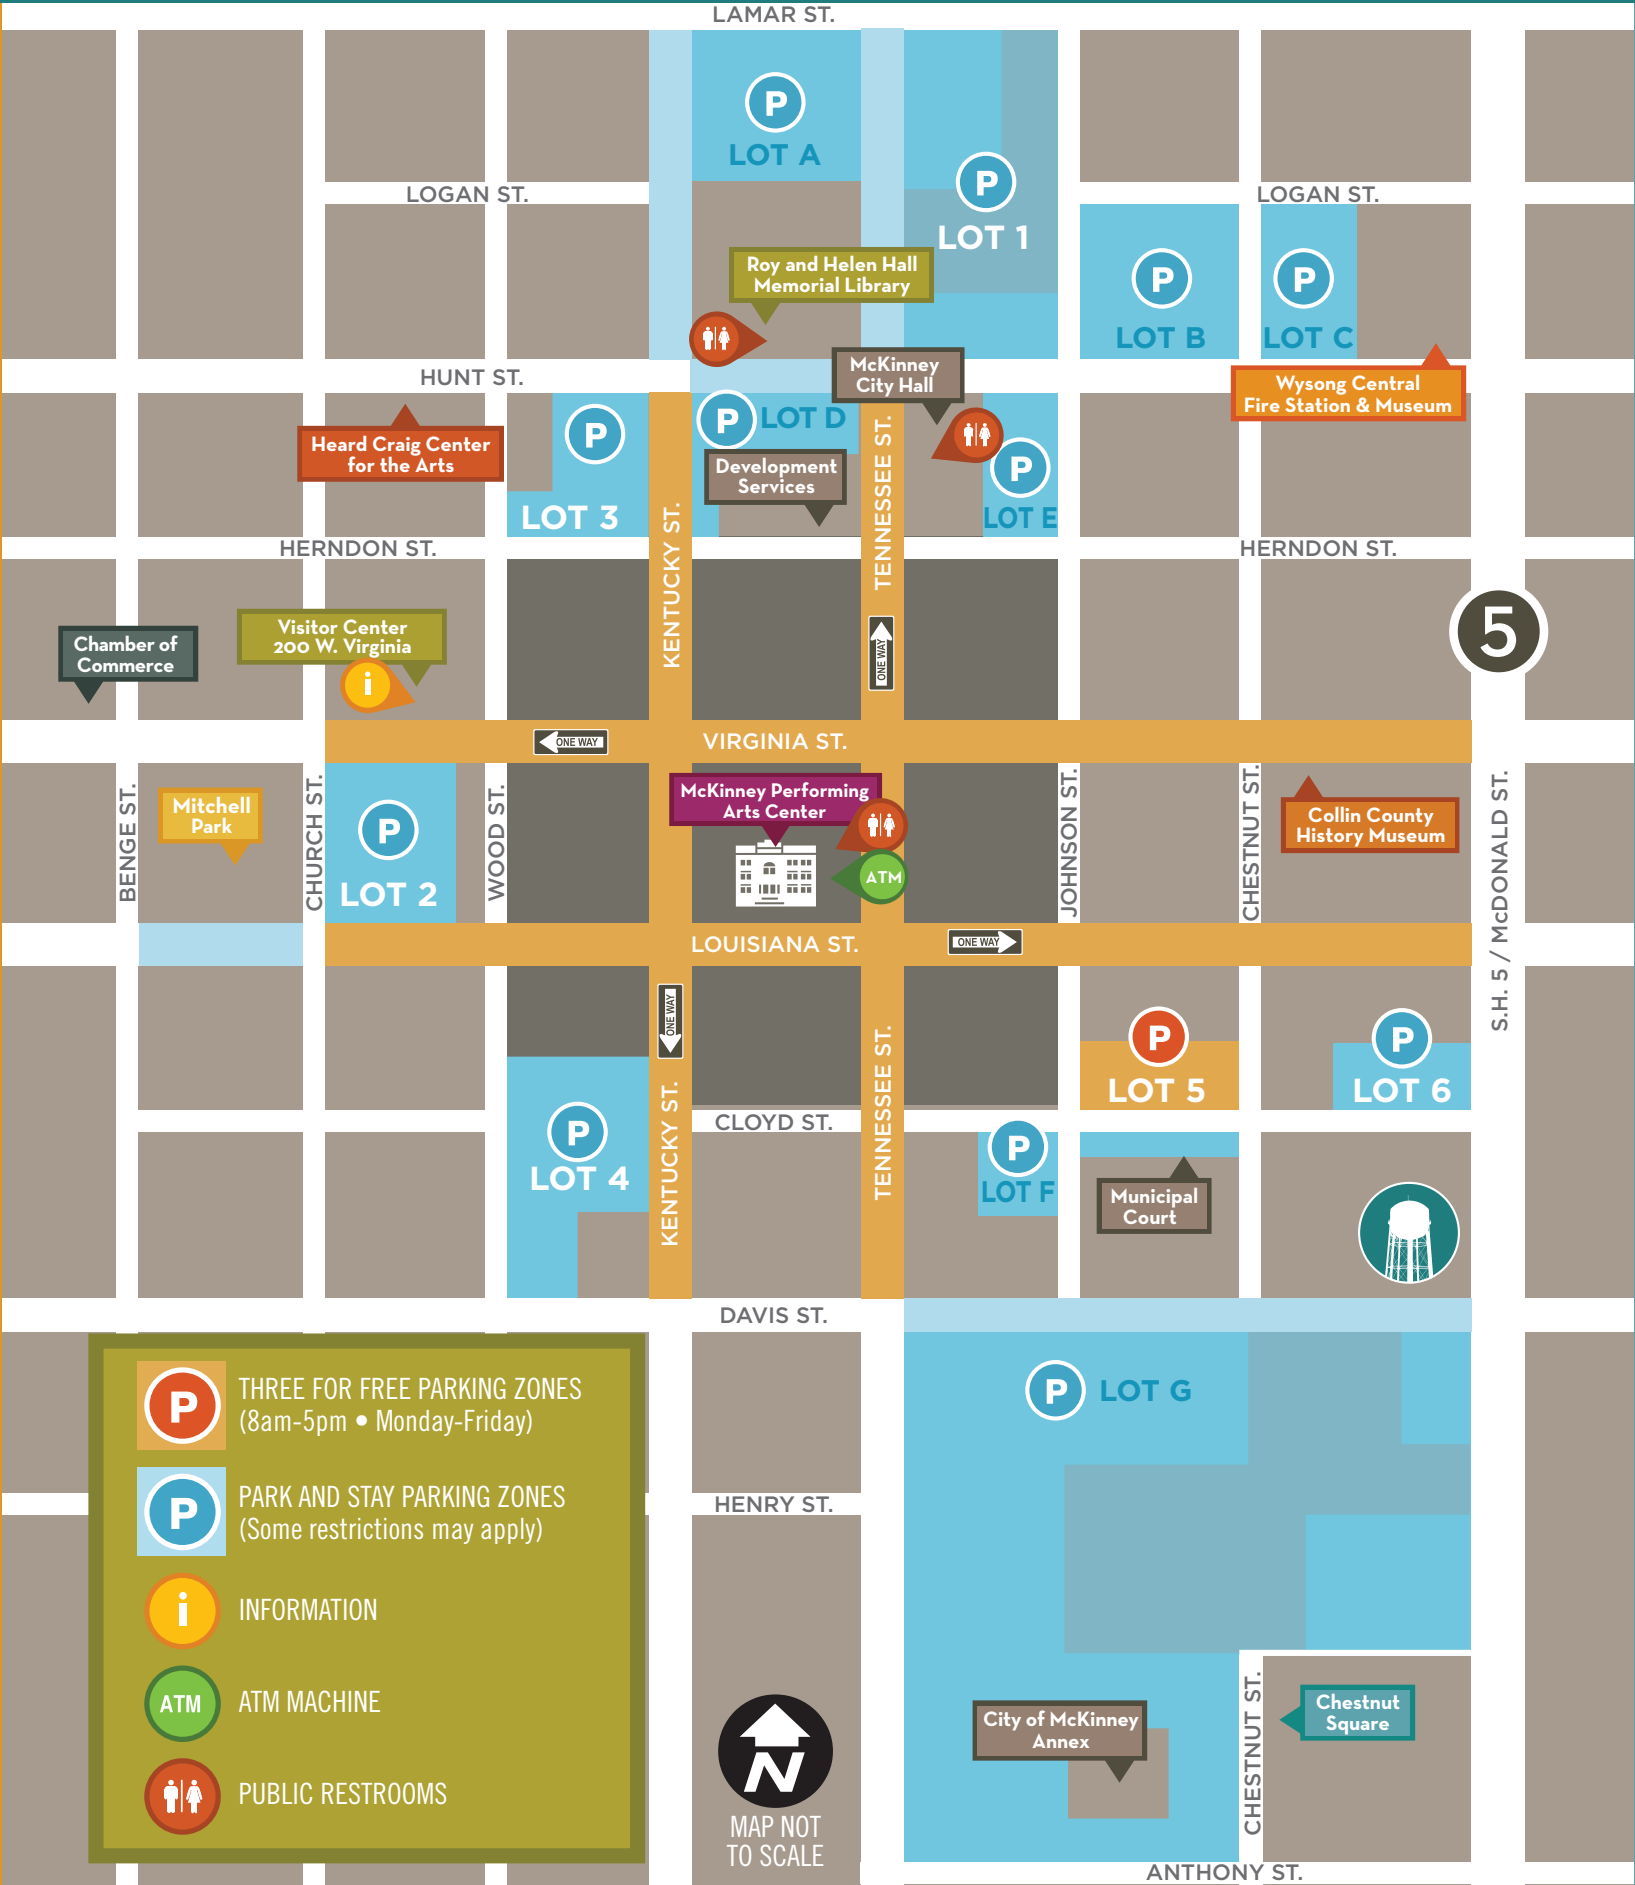 LAMAR ST.
P
LOT A
P
LOT 1
LOGAN ST.
LOGAN ST.
P
LOT B
P
LOT C
Roy and Helen Hall
Memorial Library
McKinney
City Hall
HUNT ST.
Wysong Central
Fire Station & Museum
Heard Craig Center
for the Arts
P
LOT 3
P
LOT D
Development
Services
P
LOT E
KENTUCKY ST.
TENNESSEE ST.
HERNDON ST.
HERNDON ST.
5
Chamber of
Commerce
Visitor Center
200 W. Virginia
i
ONE WAY
ONE WAY
VIRGINIA ST.
BENGE ST.
Mitchell
Park
CHURCH ST.
P
LOT 2
WOOD ST.
McKinney Performing
Arts Center
ATM
JOHNSON ST.
CHESTNUT ST.
Collin County
History Museum
S.H. 5 / McDONALD ST.
LOUISIANA ST.
ONE WAY
ONE WAY
P
LOT 5
P
LOT 6
KENTUCKY ST.
TENNESSEE ST.
CLOYD ST.
P
LOT 4
P
LOT F
Municipal
Court
DAVIS ST.
P
LOT G
P
THREE FOR FREE PARKING ZONES
(8am-5pm • Monday-Friday)
P
PARK AND STAY PARKING ZONES
(Some restrictions may apply)
i
INFORMATION
ATM
ATM MACHINE
PUBLIC RESTROOMS
HENRY ST.
N
MAP NOT
TO SCALE
City of McKinney
Annex
CHESTNUT ST.
Chestnut
Square
ANTHONY ST.